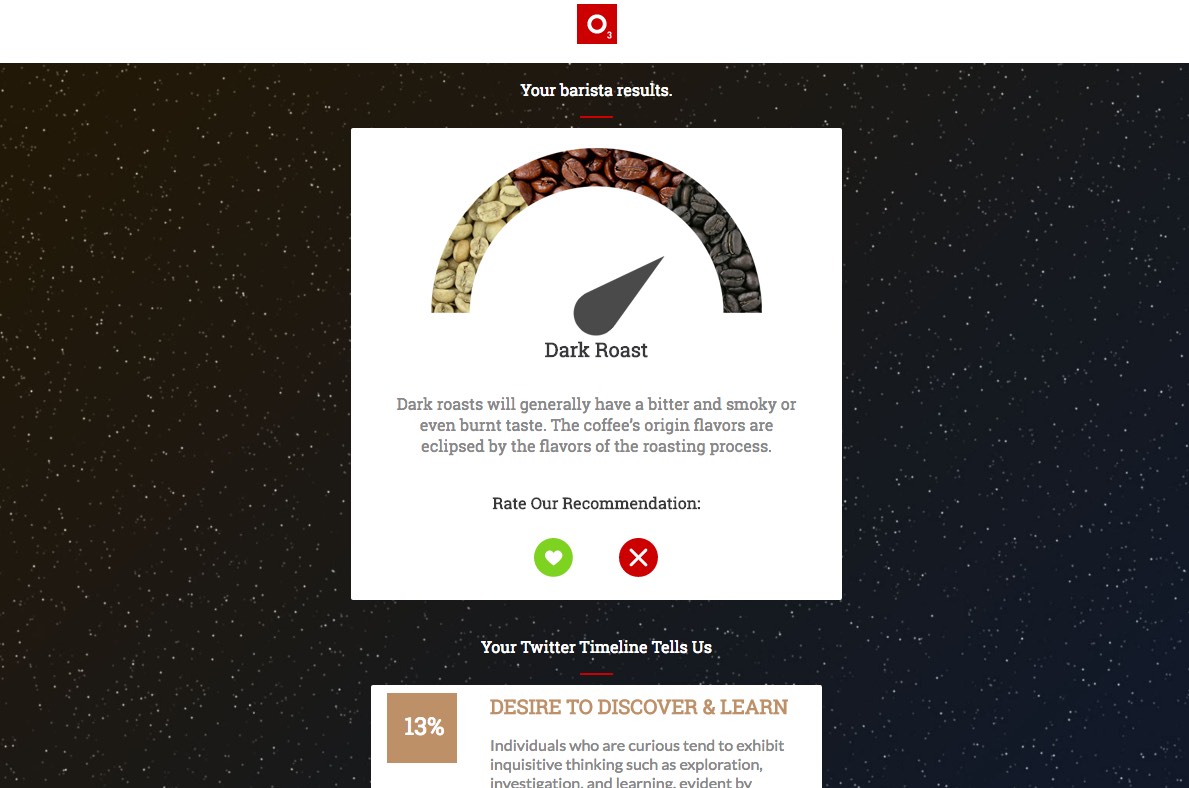 O3
Your barista results.
Dark Roast
Dark roasts will generally have a bitter and smoky or
even burnt taste. The coffee's origin flavors are
eclipsed by the flavors of the roasting process.
Rate Our Recommendation:
Your Twitter Timeline Tells Us
13%
DESIRE TO DISCOVER & LEARN
Individuals who are curious tend to exhibit
inquisitive thinking such as exploration,
investigation, and learning, evident by